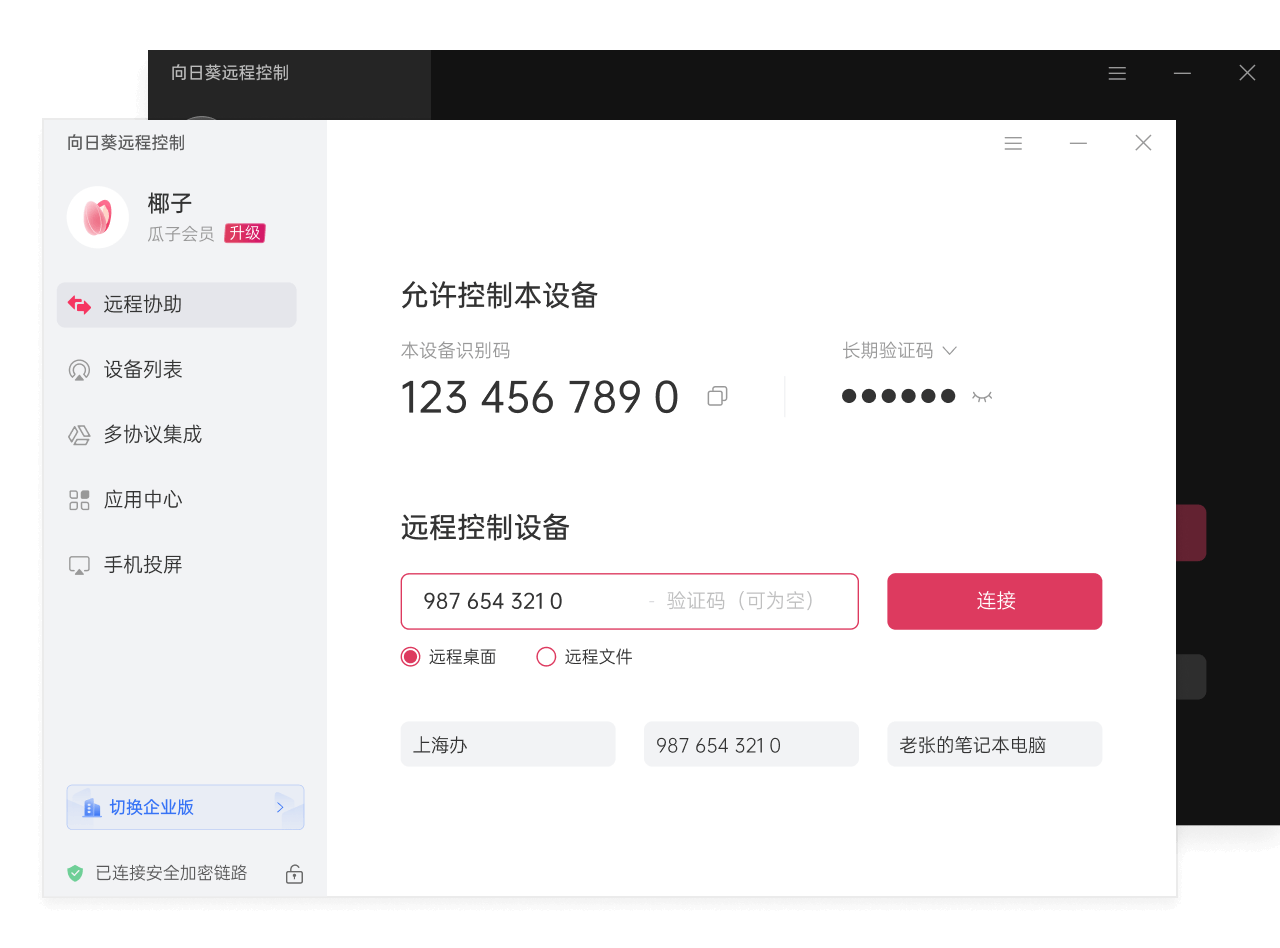 向日葵远程控制
向日葵远程控制
椰子
瓜子会员 升级
远程协助
设备列表
多协议集成
应用中心
手机投屏
切换企业版
已连接安全加密链路
允许控制本设备
本设备识别码
123 456 789 0
长期验证码
远程控制设备
987 654 321 0 - 验证码（可为空）
连接
远程桌面 远程文件
上海办 987 654 321 0 老张的笔记本电脑